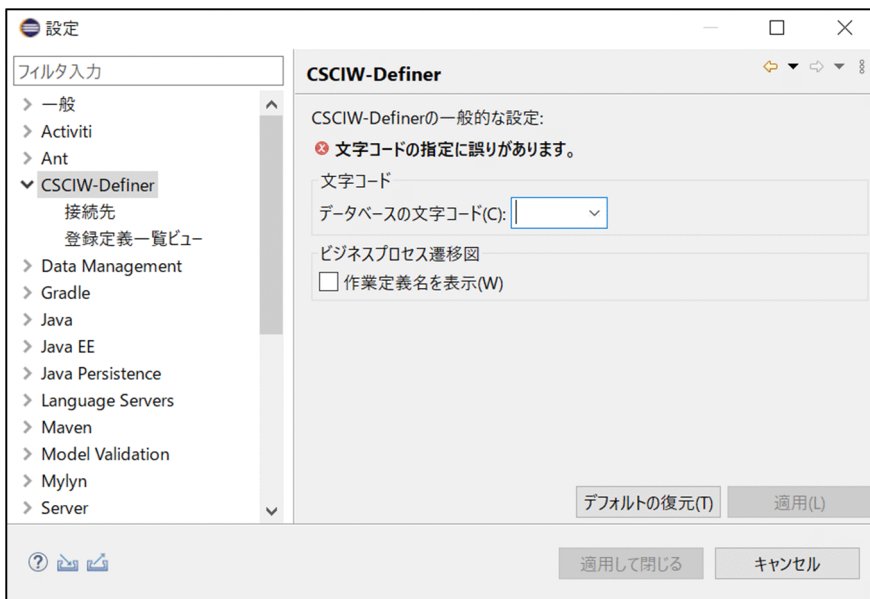 設定
フィルタ入力
一般
Activiti
Ant
CSCIW-Definer
接続先
登録定義一覧ビュー
Data Management
Gradle
Java
Java EE
Java Persistence
Language Servers
Maven
Model Validation
Mylyn
Server
CSCIW-Definer
CSCIW-Definerの一般的な設定:
文字コードの指定に誤りがあります。
文字コード
データベースの文字コード(C):
ビジネスプロセス遷移図
作業定義名を表示(W)
デフォルトの復元(T)
適用(L)
適用して閉じる
キャンセル